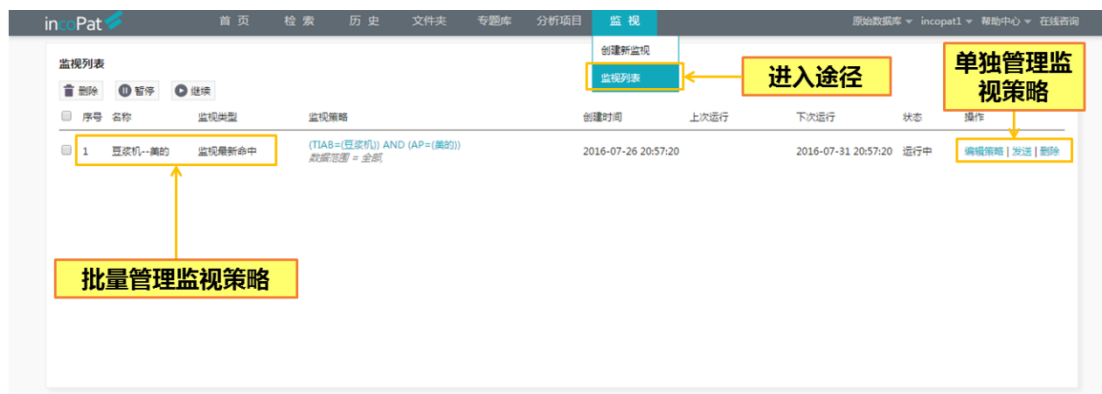 incoPat 首 页 检 索 历 史 文件夹 专题库 分析项目 监 视 原始数据库 incopat1 帮助中心 在线咨询
创建新监视
监视列表
监视列表
进入途径
单独管理监
视策略
删除 暂停 继续
序号 名称 监视类型 监视策略 创建时间 上次运行 下次运行 状态 操作
1 豆浆机--美的 监视最新命中 (TIAB=(豆浆机)) AND (AP=(美的)) 2016-07-26 20:57:20 2016-07-31 20:57:20 运行中 编辑策略 | 发送 | 删除
数据范围 = 全部,
批量管理监视策略